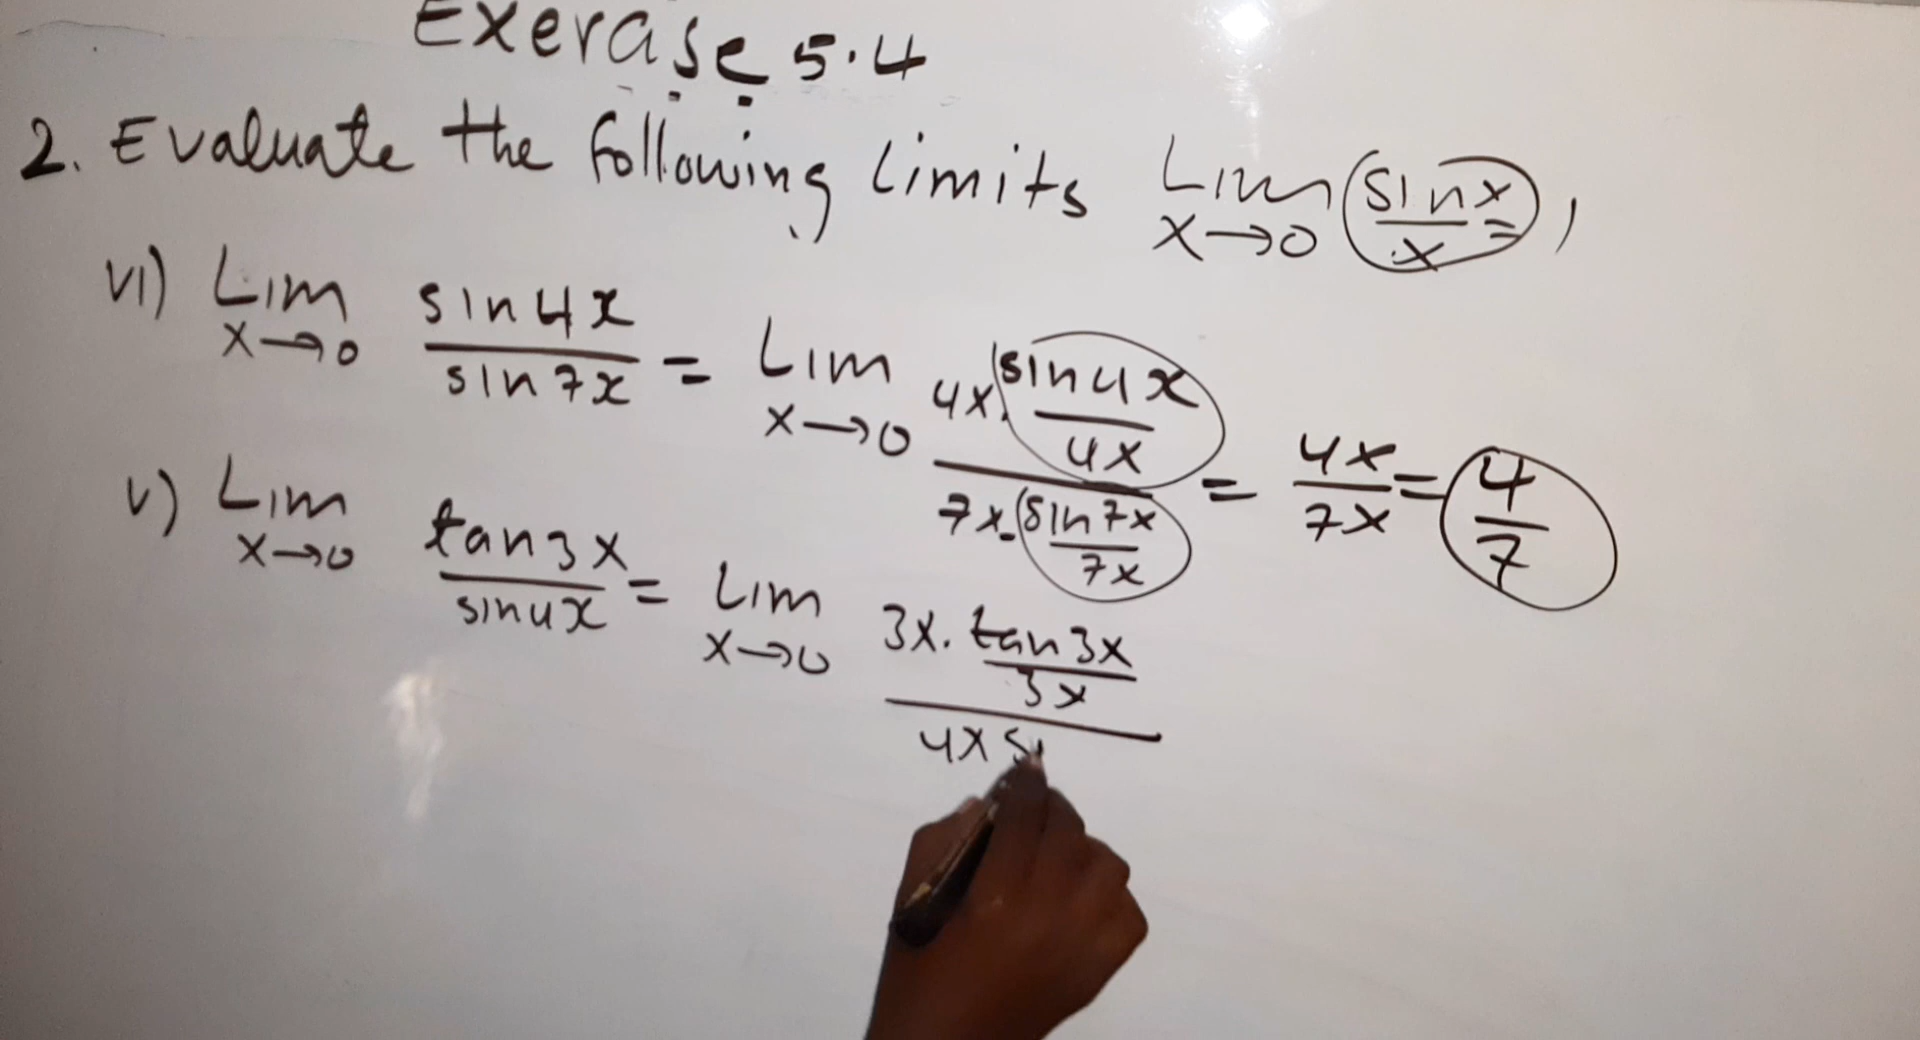 Exercise 5.4
2. Evaluate the following limits Lim x→0 sinx/x = 1
vi) Lim x→0 sin4x/sin7x = Lim x→0 (4x. sin4x/4x)/(7x. sin7x/7x) = 4x/7x = 4/7
v) Lim x→0 tan3x/sin4x = Lim x→0 (3x. tan3x/3x)/(4x si